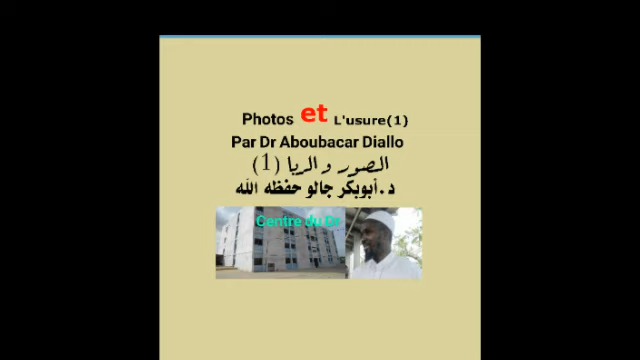 Photos et L'usure(1)
Par Dr Aboubacar Diallo
الصور و الربا (1)
د.أبوبكر جالو حفظه الله
Centre du Dr